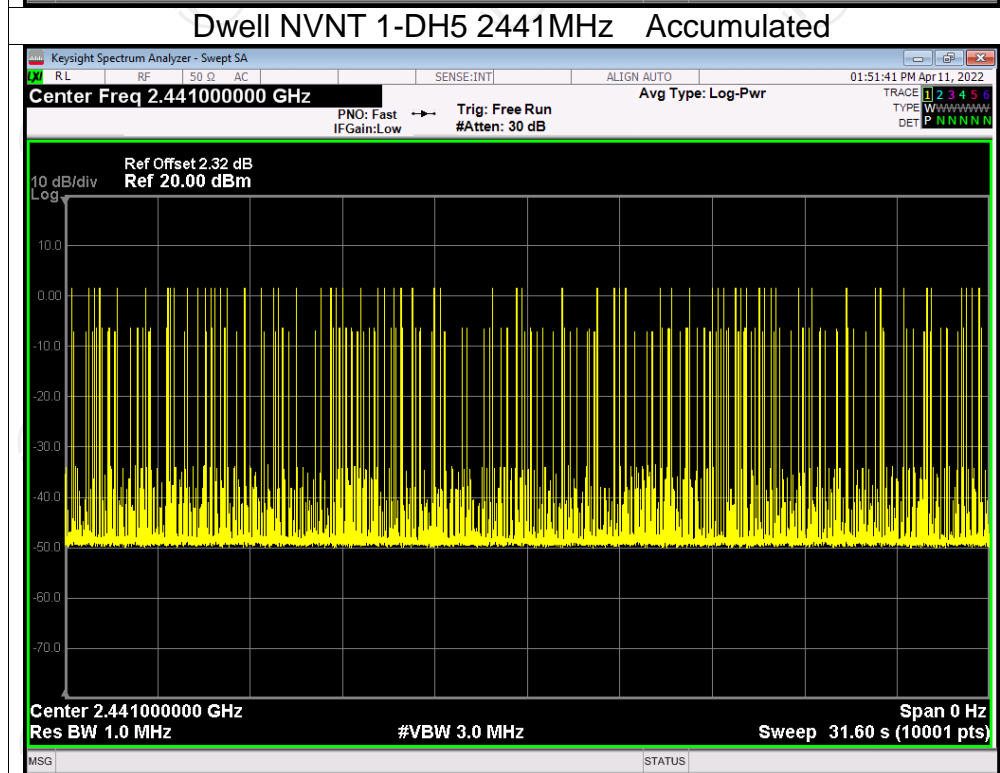 Dwell NVNT 1-DH5 2441MHz Accumulated
Keysight Spectrum Analyzer - Swept SA
LXI RL RF 50 Ω AC SENSE:INT ALIGN AUTO 01:51:41 PM Apr 11, 2022
Center Freq 2.441000000 GHz Avg Type: Log-Pwr TRACE 1 2 3 4 5 6
PNO: Fast Trig: Free Run TYPE WWWWWW
IFGain:Low #Atten: 30 dB DET P N N N N N
Ref Offset 2.32 dB
10 dB/div Ref 20.00 dBm
Log
10.0
0.00
-10.0
-20.0
-30.0
-40.0
-50.0
-60.0
-70.0
Center 2.441000000 GHz Span 0 Hz
Res BW 1.0 MHz #VBW 3.0 MHz Sweep 31.60 s (10001 pts)
MSG STATUS